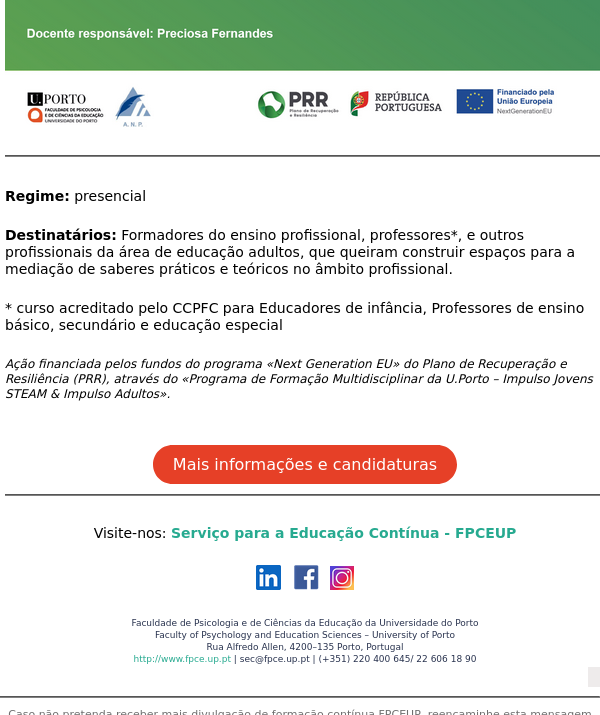 Docente responsável: Preciosa Fernandes
U.PORTO
FACULDADE DE PSICOLOGIA
E DE CIÊNCIAS DA EDUCAÇÃO
UNIVERSIDADE DO PORTO
A. N. P.
PRR
Plano de Recuperação
e Resiliência
REPÚBLICA
PORTUGUESA
Financiado pela
União Europeia
NextGenerationEU
Regime: presencial
Destinatários: Formadores do ensino profissional, professores*, e outros
profissionais da área de educação adultos, que queiram construir espaços para a
mediação de saberes práticos e teóricos no âmbito profissional.
* curso acreditado pelo CCPFC para Educadores de infância, Professores de ensino
básico, secundário e educação especial
Ação financiada pelos fundos do programa «Next Generation EU» do Plano de Recuperação e
Resiliência (PRR), através do «Programa de Formação Multidisciplinar da U.Porto – Impulso Jovens
STEAM & Impulso Adultos».
Mais informações e candidaturas
Visite-nos: Serviço para a Educação Contínua - FPCEUP
Faculdade de Psicologia e de Ciências da Educação da Universidade do Porto
Faculty of Psychology and Education Sciences – University of Porto
Rua Alfredo Allen, 4200–135 Porto, Portugal
http://www.fpce.up.pt | sec@fpce.up.pt | (+351) 220 400 645/ 22 606 18 90
Caso não pretenda receber mais divulgação de formação contínua FPCEUP, reencaminhe esta mensagem